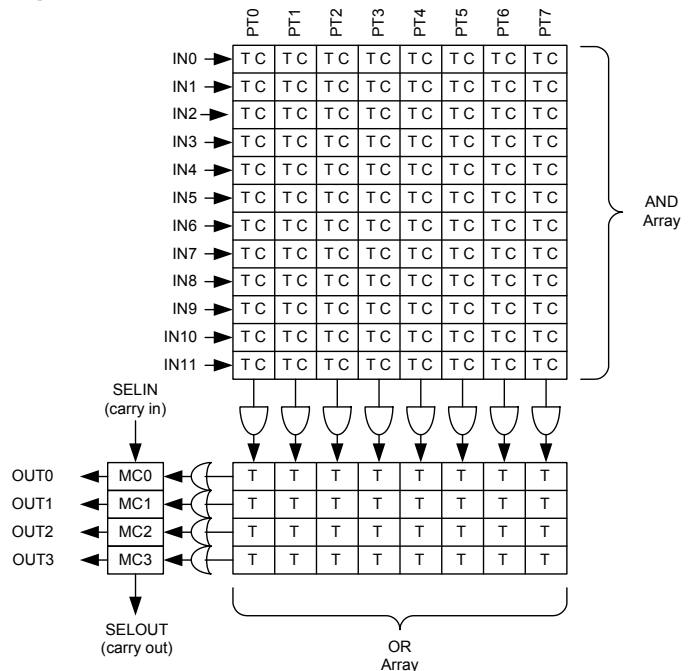 PT0 PT1 PT2 PT3 PT4 PT5 PT6 PT7
IN0 T C T C T C T C T C T C T C T C
IN1 T C T C T C T C T C T C T C T C
IN2 T C T C T C T C T C T C T C T C
IN3 T C T C T C T C T C T C T C T C
IN4 T C T C T C T C T C T C T C T C
IN5 T C T C T C T C T C T C T C T C
IN6 T C T C T C T C T C T C T C T C
IN7 T C T C T C T C T C T C T C T C
IN8 T C T C T C T C T C T C T C T C
IN9 T C T C T C T C T C T C T C T C
IN10 T C T C T C T C T C T C T C T C
IN11 T C T C T C T C T C T C T C T C
AND
Array
SELIN
(carry in)
OUT0 MC0 T T T T T T T T
OUT1 MC1 T T T T T T T T
OUT2 MC2 T T T T T T T T
OUT3 MC3 T T T T T T T T
SELOUT
(carry out)
OR
Array